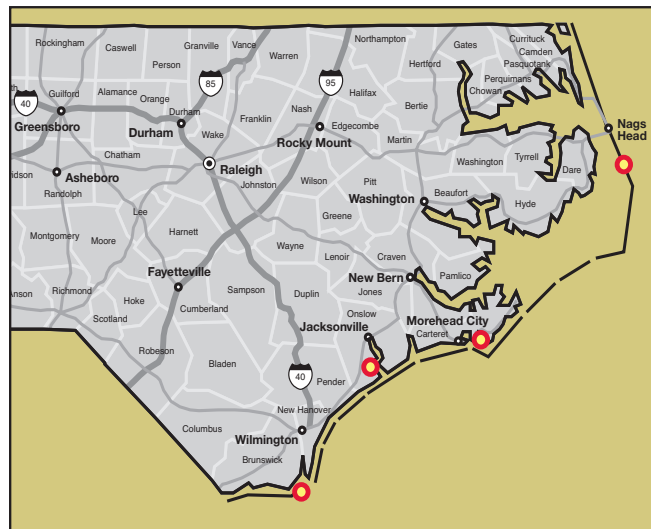 Rockingham
Caswell
Granville
Vance
Warren
Northampton
Gates
Currituck
Camden
Pasquotank
Perquimans
Chowan
Hertford
Person
Halifax
Bertie
Guilford
Alamance
Orange
Durham
Franklin
Nash
85
95
40
Greensboro
Durham
Wake
Rocky Mount
Edgecombe
Martin
Nags
Head
Chatham
Raleigh
Johnston
Wilson
Pitt
Washington
Tyrrell
Dare
idson
Asheboro
Randolph
Lee
Greene
Washington
Beaufort
Hyde
Montgomery
Moore
Harnett
Wayne
Lenoir
Craven
Pamlico
Fayetteville
Sampson
Duplin
New Bern
Jones
Anson
Richmond
Hoke
Scotland
Cumberland
Onslow
Jacksonville
Morehead City
Carteret
Robeson
Bladen
40
Pender
New Hanover
Columbus
Wilmington
Brunswick